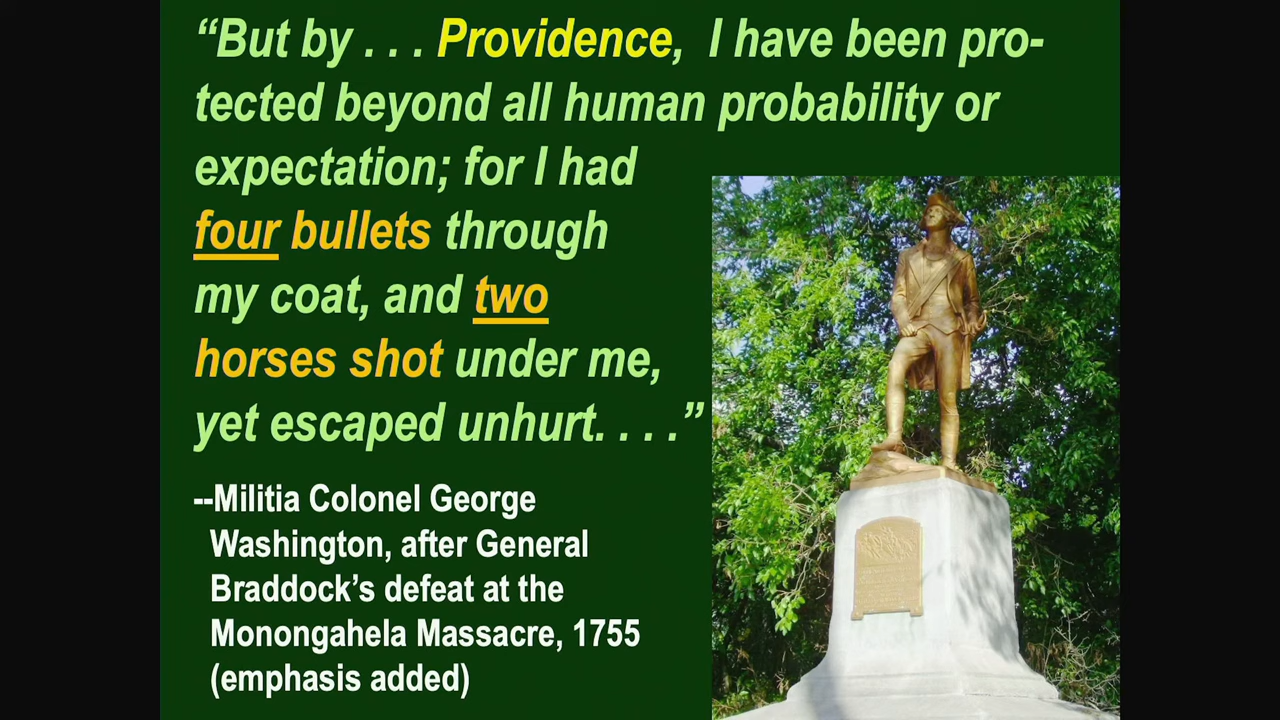 “But by . . . Providence, I have been pro-
tected beyond all human probability or
expectation; for I had
four bullets through
my coat, and two
horses shot under me,
yet escaped unhurt. . . .”
--Militia Colonel George
Washington, after General
Braddock’s defeat at the
Monongahela Massacre, 1755
(emphasis added)